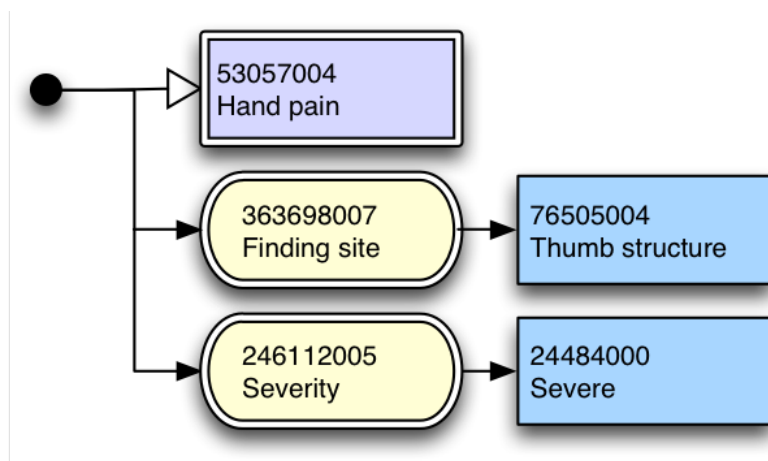 53057004
Hand pain
363698007
Finding site
76505004
Thumb structure
246112005
Severity
24484000
Severe